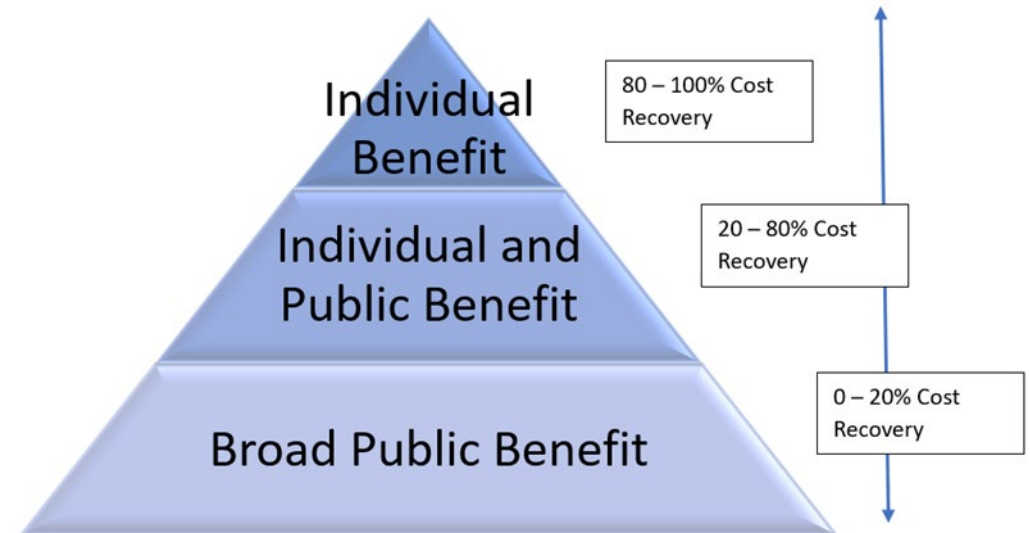 Individual
Benefit
80 – 100% Cost
Recovery
Individual and
Public Benefit
20 – 80% Cost
Recovery
Broad Public Benefit
0 – 20% Cost
Recovery